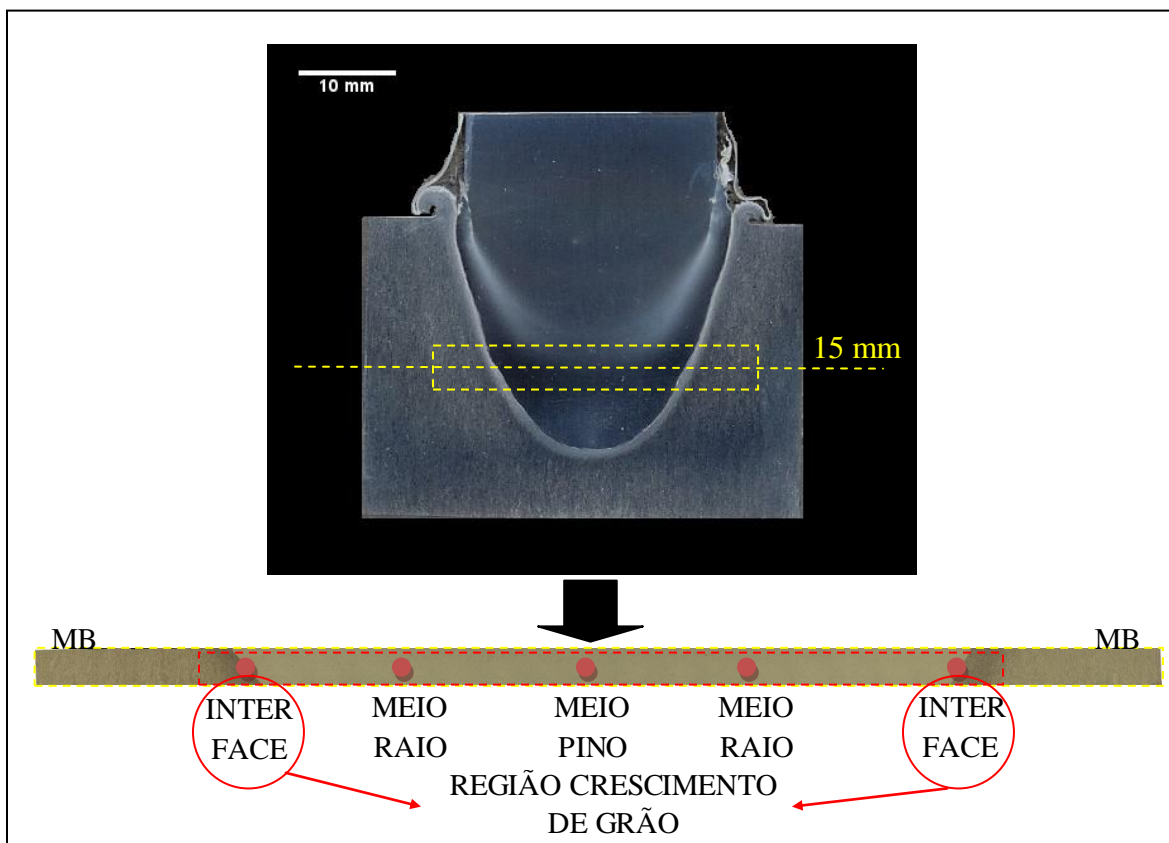 10 mm
15 mm
MB
MB
INTER
FACE
MEIO
RAIO
MEIO
PINO
MEIO
RAIO
INTER
FACE
REGIÃO CRESCIMENTO
DE GRÃO